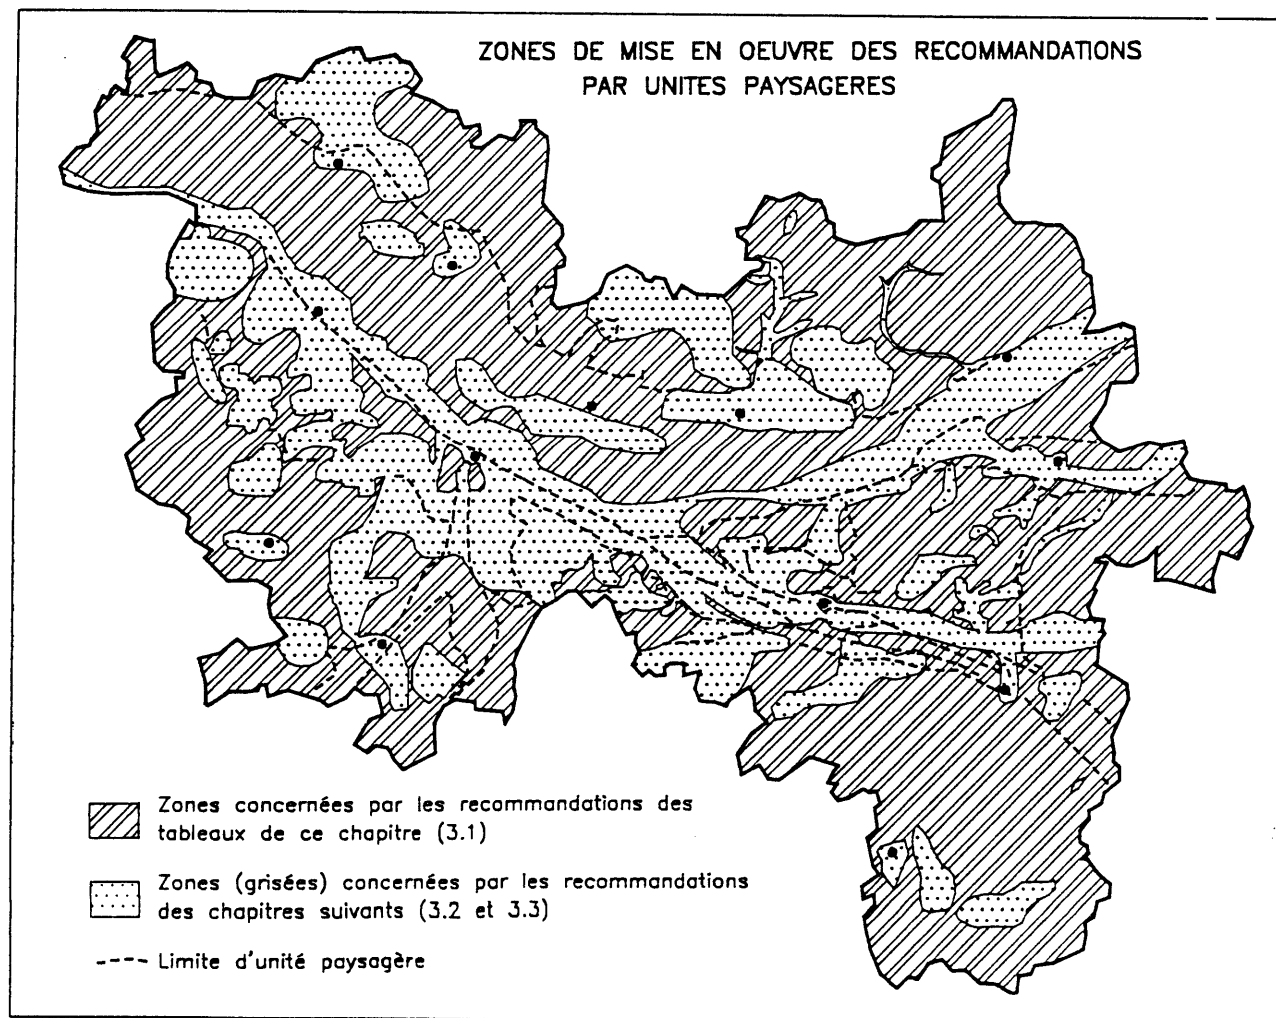 ZONES DE MISE EN OEUVRE DES RECOMMANDATIONS
PAR UNITES PAYSAGERES
Zones concernées par les recommandations des
tableaux de ce chapitre (3.1)
Zones (grisées) concernées par les recommandations
des chapitres suivants (3.2 et 3.3)
Limite d'unité paysagère